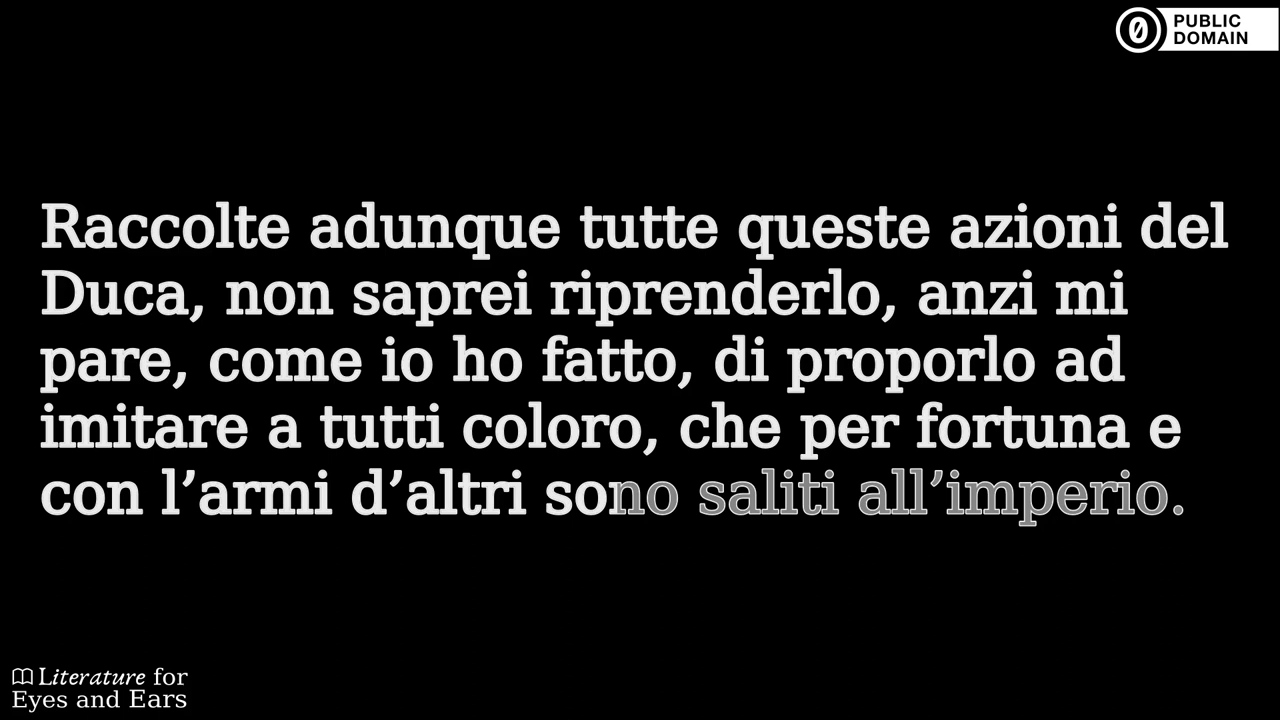 PUBLIC
DOMAIN
Raccolte adunque tutte queste azioni del
Duca, non saprei riprenderlo, anzi mi
pare, come io ho fatto, di proporlo ad
imitare a tutti coloro, che per fortuna e
con l’armi d’altri sono saliti all’imperio.
Literature for
Eyes and Ears